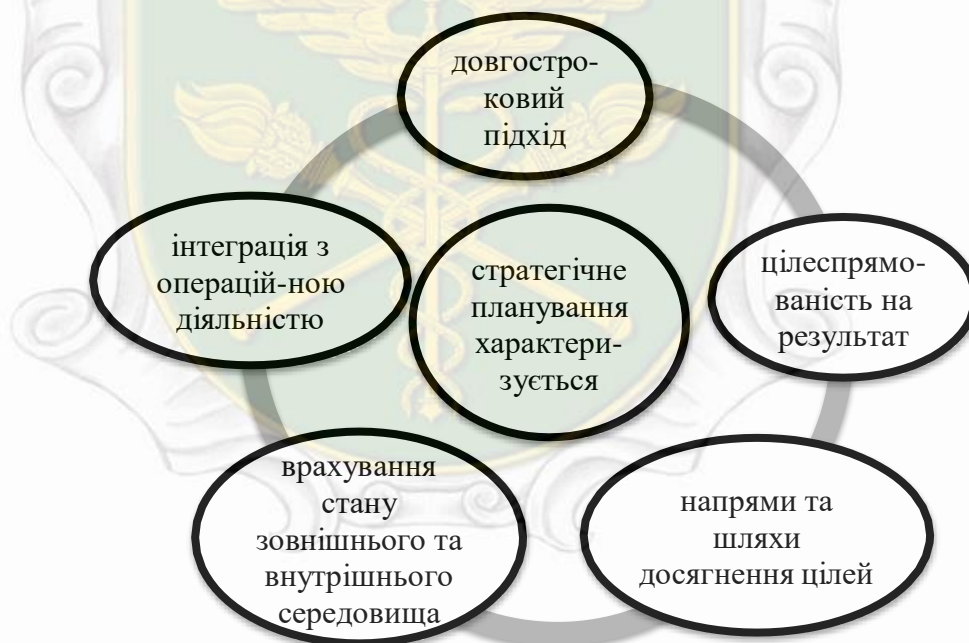 довгостро-
ковий
підхід
інтеграція з
операцій-ною
діяльністю
стратегічне
планування
характери-
зується
цілеспрямо-
ваність на
результат
врахування
стану
зовнішнього та
внутрішнього
середовища
напрями та
шляхи
досягнення цілей